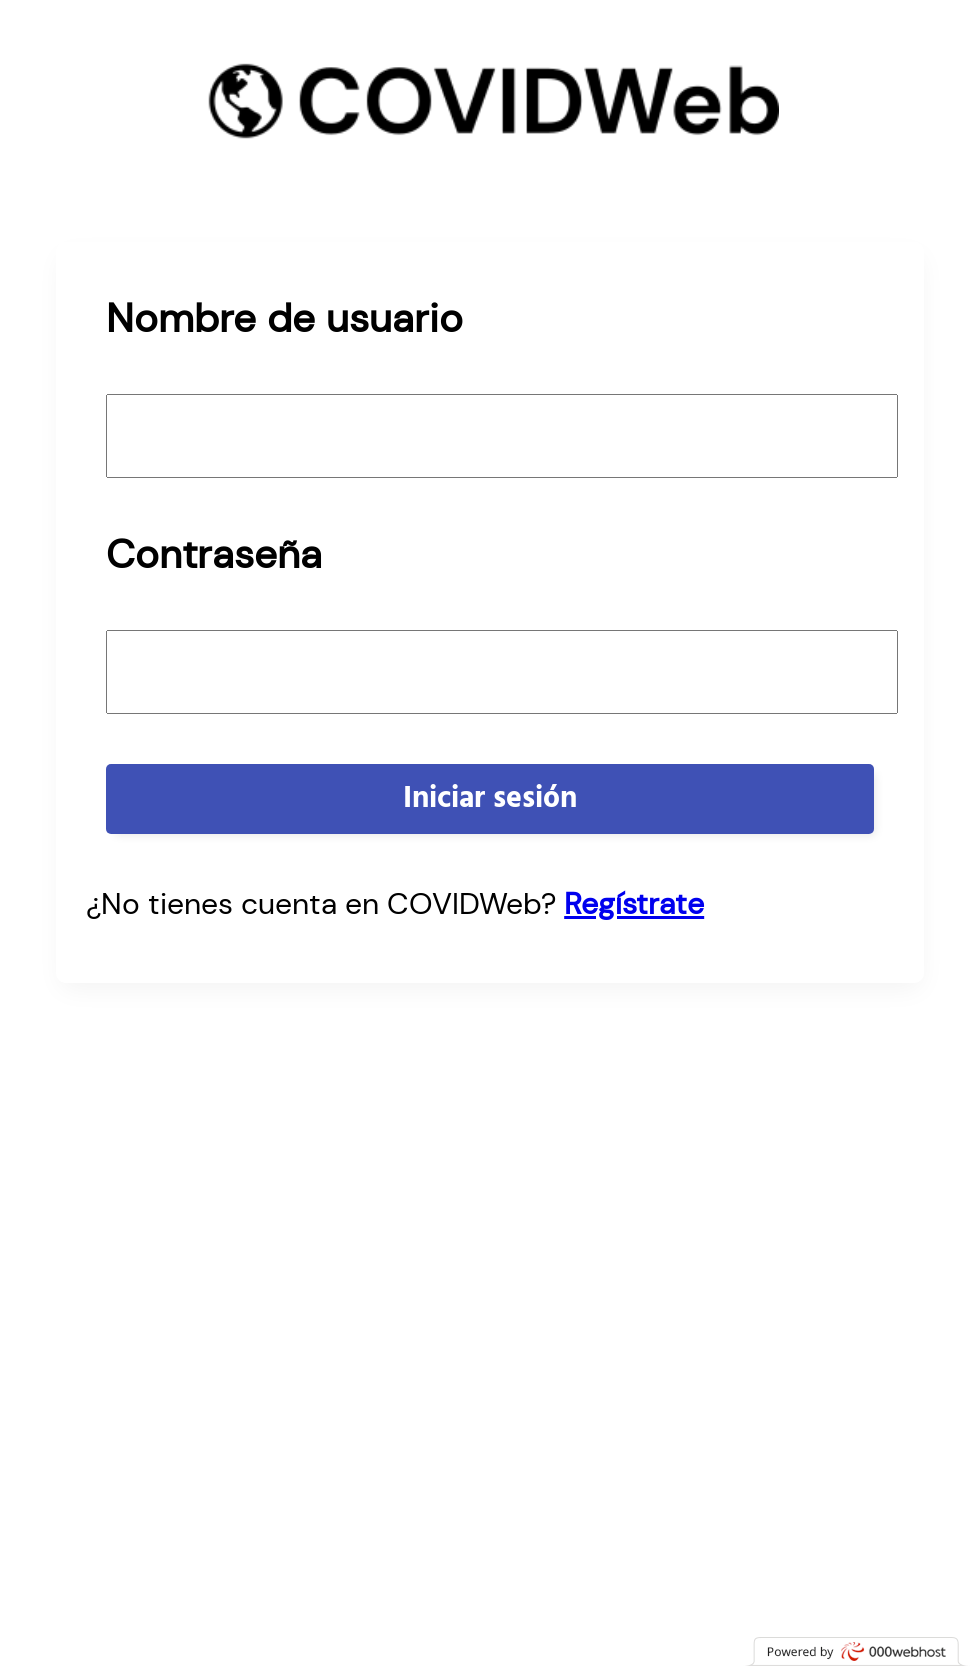 COVIDWeb
Nombre de usuario
Contraseña
Iniciar sesión
¿No tienes cuenta en COVIDWeb? Regístrate
Powered by 000webhost